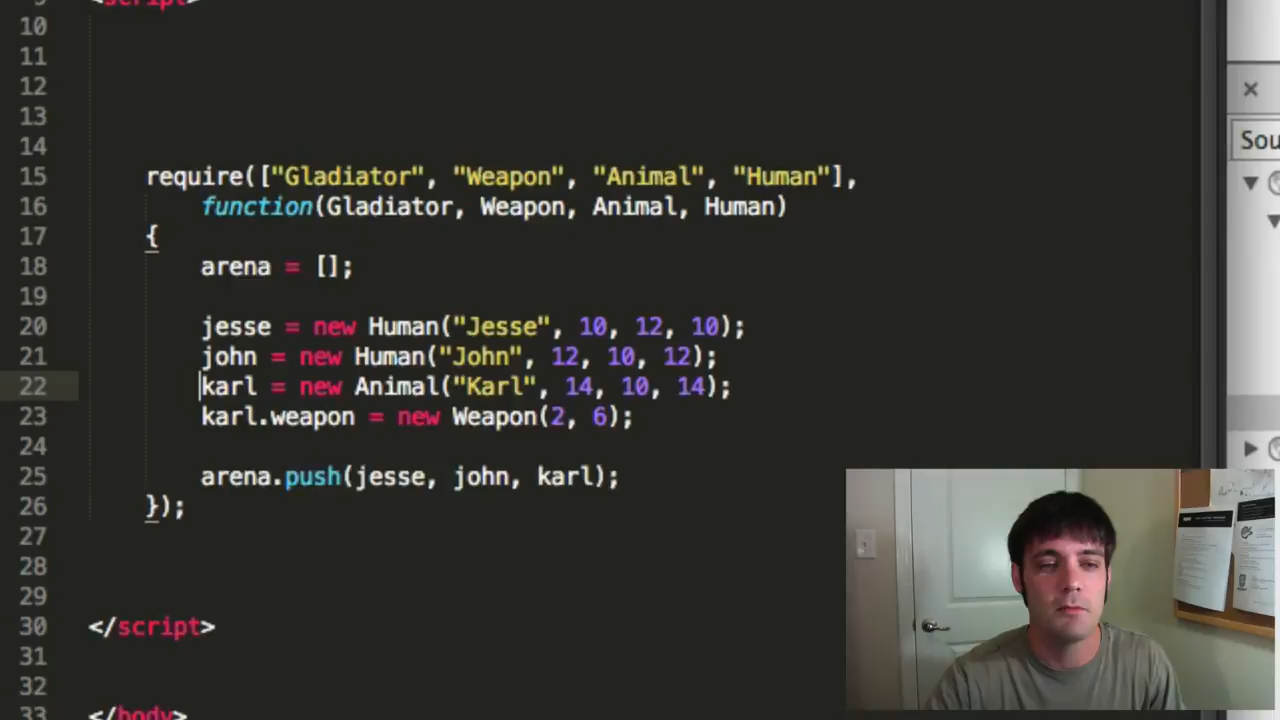 9 <script>
10
11
12
13
14
15 require(["Gladiator", "Weapon", "Animal", "Human"],
16 function(Gladiator, Weapon, Animal, Human)
17 {
18 arena = [];
19
20 jesse = new Human("Jesse", 10, 12, 10);
21 john = new Human("John", 12, 10, 12);
22 karl = new Animal("Karl", 14, 10, 14);
23 karl.weapon = new Weapon(2, 6);
24
25 arena.push(jesse, john, karl);
26 });
27
28
29
30 </script>
31
32
33 </body>
Sou